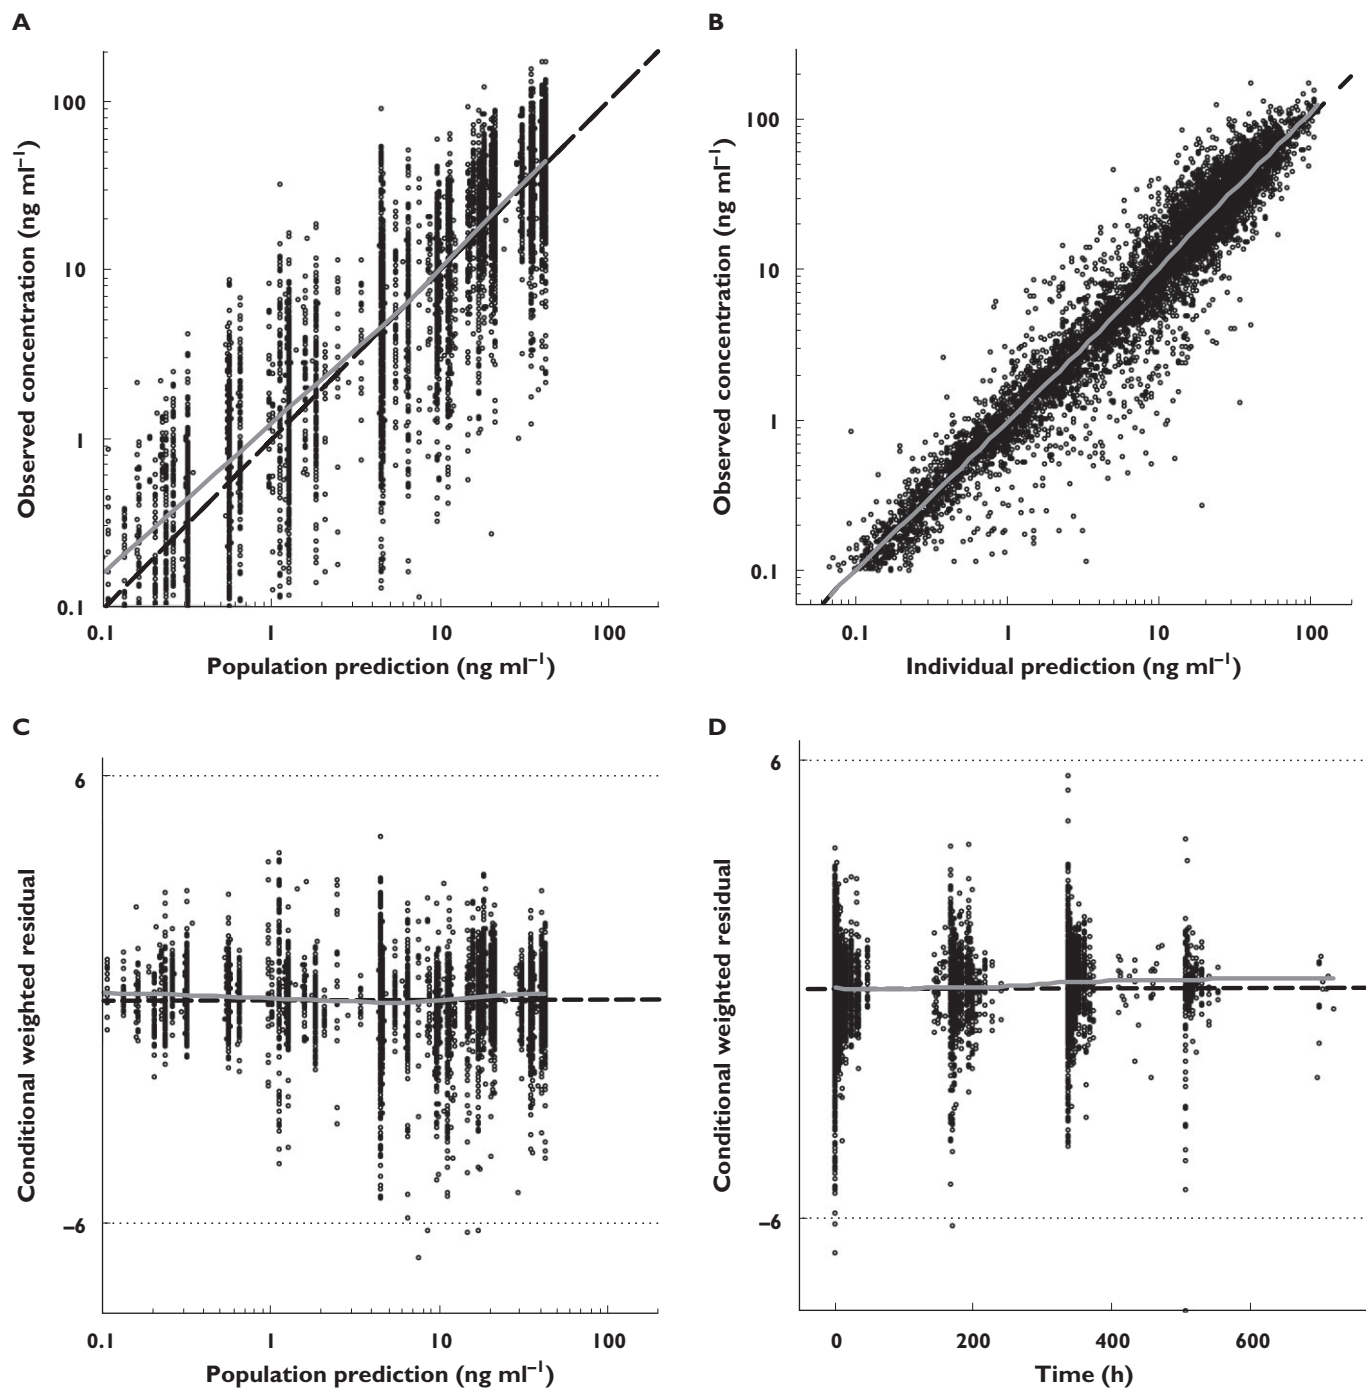 A
B
Observed concentration (ng ml⁻¹)
100
10
1
0.1
0.1 1 10 100
Population prediction (ng ml⁻¹)
Observed concentration (ng ml⁻¹)
100
10
1
0.1
0.1 1 10 100
Individual prediction (ng ml⁻¹)
C
D
Conditional weighted residual
6
–6
0.1 1 10 100
Population prediction (ng ml⁻¹)
Conditional weighted residual
6
–6
0 200 400 600
Time (h)